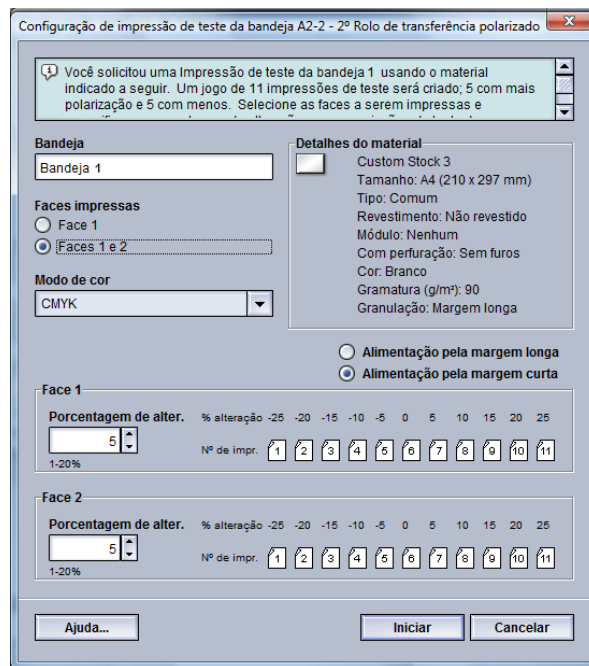 Configuração de impressão de teste da bandeja A2-2 - 2º Rolo de transferência polarizado
Você solicitou uma Impressão de teste da bandeja 1 usando o material
indicado a seguir. Um jogo de 11 impressões de teste será criado; 5 com mais
polarização e 5 com menos. Selecione as faces a serem impressas e
Bandeja
Bandeja 1
Faces impressas
Face 1
Faces 1 e 2
Modo de cor
CMYK
Detalhes do material
Custom Stock 3
Tamanho: A4 (210 x 297 mm)
Tipo: Comum
Revestimento: Não revestido
Módulo: Nenhum
Com perfuração: Sem furos
Cor: Branco
Gramatura (g/m²): 90
Granulação: Margem longa
Alimentação pela margem longa
Alimentação pela margem curta
Face 1
Porcentagem de alter.
5
1-20%
% alteração -25 -20 -15 -10 -5 0 5 10 15 20 25
Nº de impr. 1 2 3 4 5 6 7 8 9 10 11
Face 2
Porcentagem de alter.
5
1-20%
% alteração -25 -20 -15 -10 -5 0 5 10 15 20 25
Nº de impr. 1 2 3 4 5 6 7 8 9 10 11
Ajuda... Iniciar Cancelar